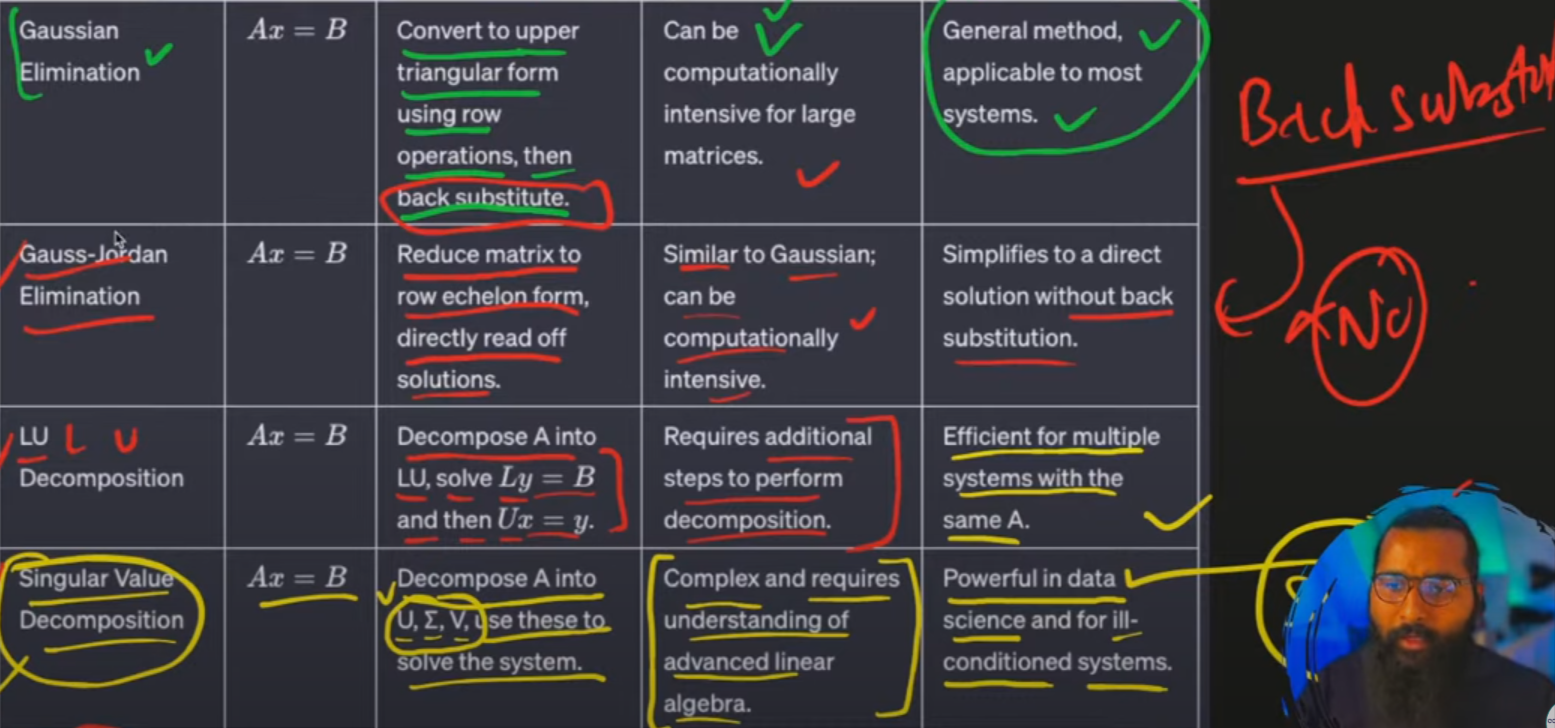 Gaussian
Elimination
Ax = B
Convert to upper
triangular form
using row
operations, then
back substitute.
Can be
computationally
intensive for large
matrices.
General method,
applicable to most
systems.
Back
Gauss-Jordan
Elimination
Ax = B
Reduce matrix to
row echelon form,
directly read off
solutions.
Similar to Gaussian;
can be
computationally
intensive.
Simplifies to a direct
solution without back
substitution.
No
LU L U
Decomposition
Ax = B
Decompose A into
LU, solve Ly = B
and then Ux = y.
Requires additional
steps to perform
decomposition.
Efficient for multiple
systems with the
same A.
Singular Value
Decomposition
Ax = B
Decompose A into
U, Σ, V, use these to
solve the system.
Complex and requires
understanding of
advanced linear
algebra.
Powerful in data
science and for ill-
conditioned systems.